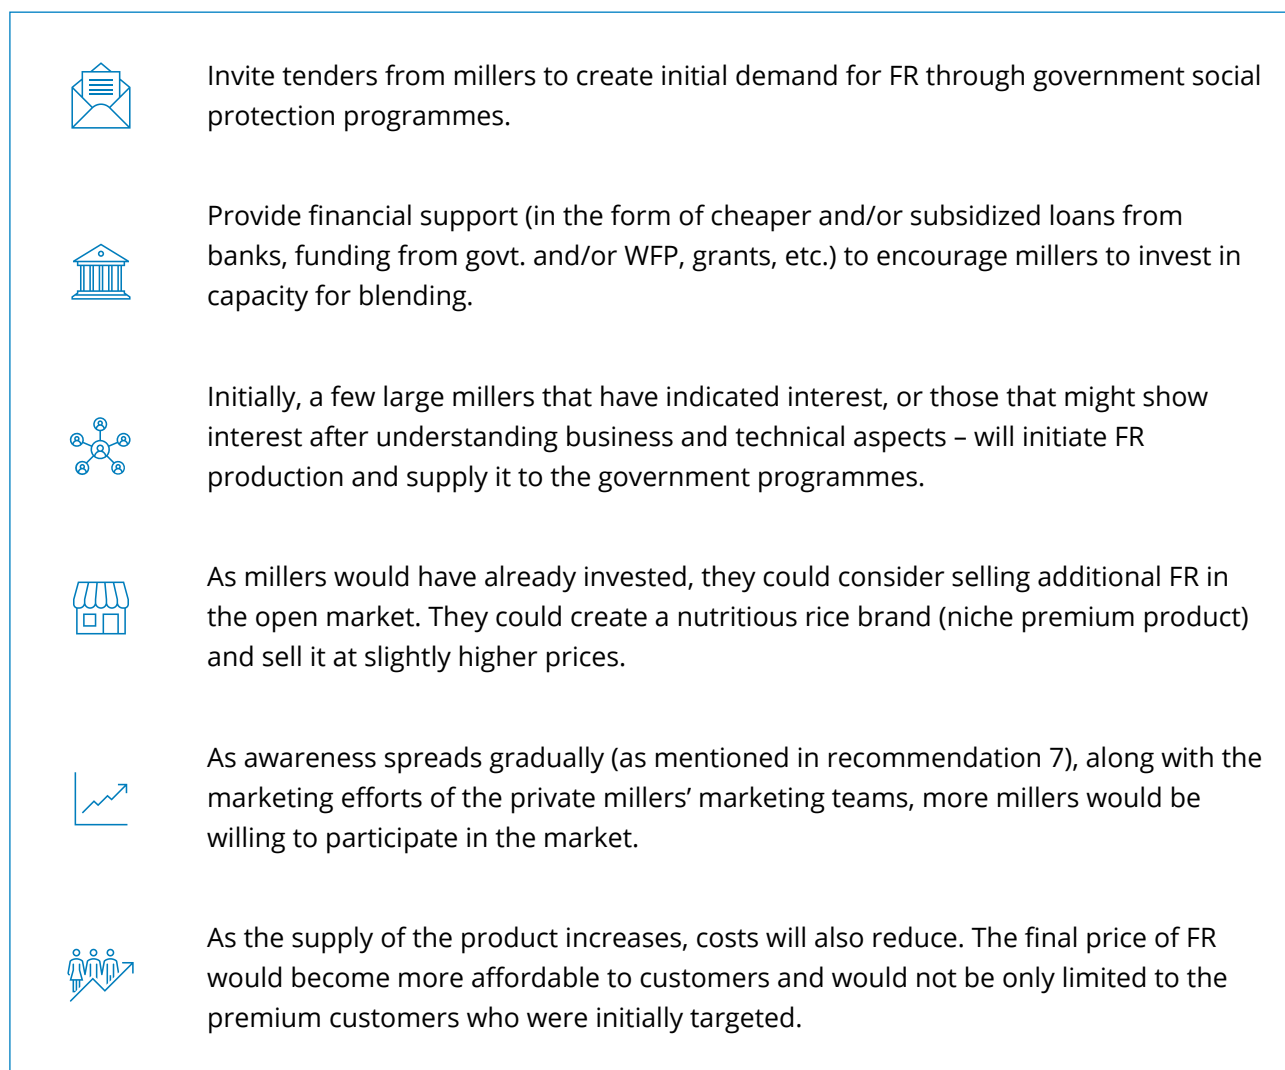 Invite tenders from millers to create initial demand for FR through government social
protection programmes.
Provide financial support (in the form of cheaper and/or subsidized loans from
banks, funding from govt. and/or WFP, grants, etc.) to encourage millers to invest in
capacity for blending.
Initially, a few large millers that have indicated interest, or those that might show
interest after understanding business and technical aspects – will initiate FR
production and supply it to the government programmes.
As millers would have already invested, they could consider selling additional FR in
the open market. They could create a nutritious rice brand (niche premium product)
and sell it at slightly higher prices.
As awareness spreads gradually (as mentioned in recommendation 7), along with the
marketing efforts of the private millers’ marketing teams, more millers would be
willing to participate in the market.
As the supply of the product increases, costs will also reduce. The final price of FR
would become more affordable to customers and would not be only limited to the
premium customers who were initially targeted.